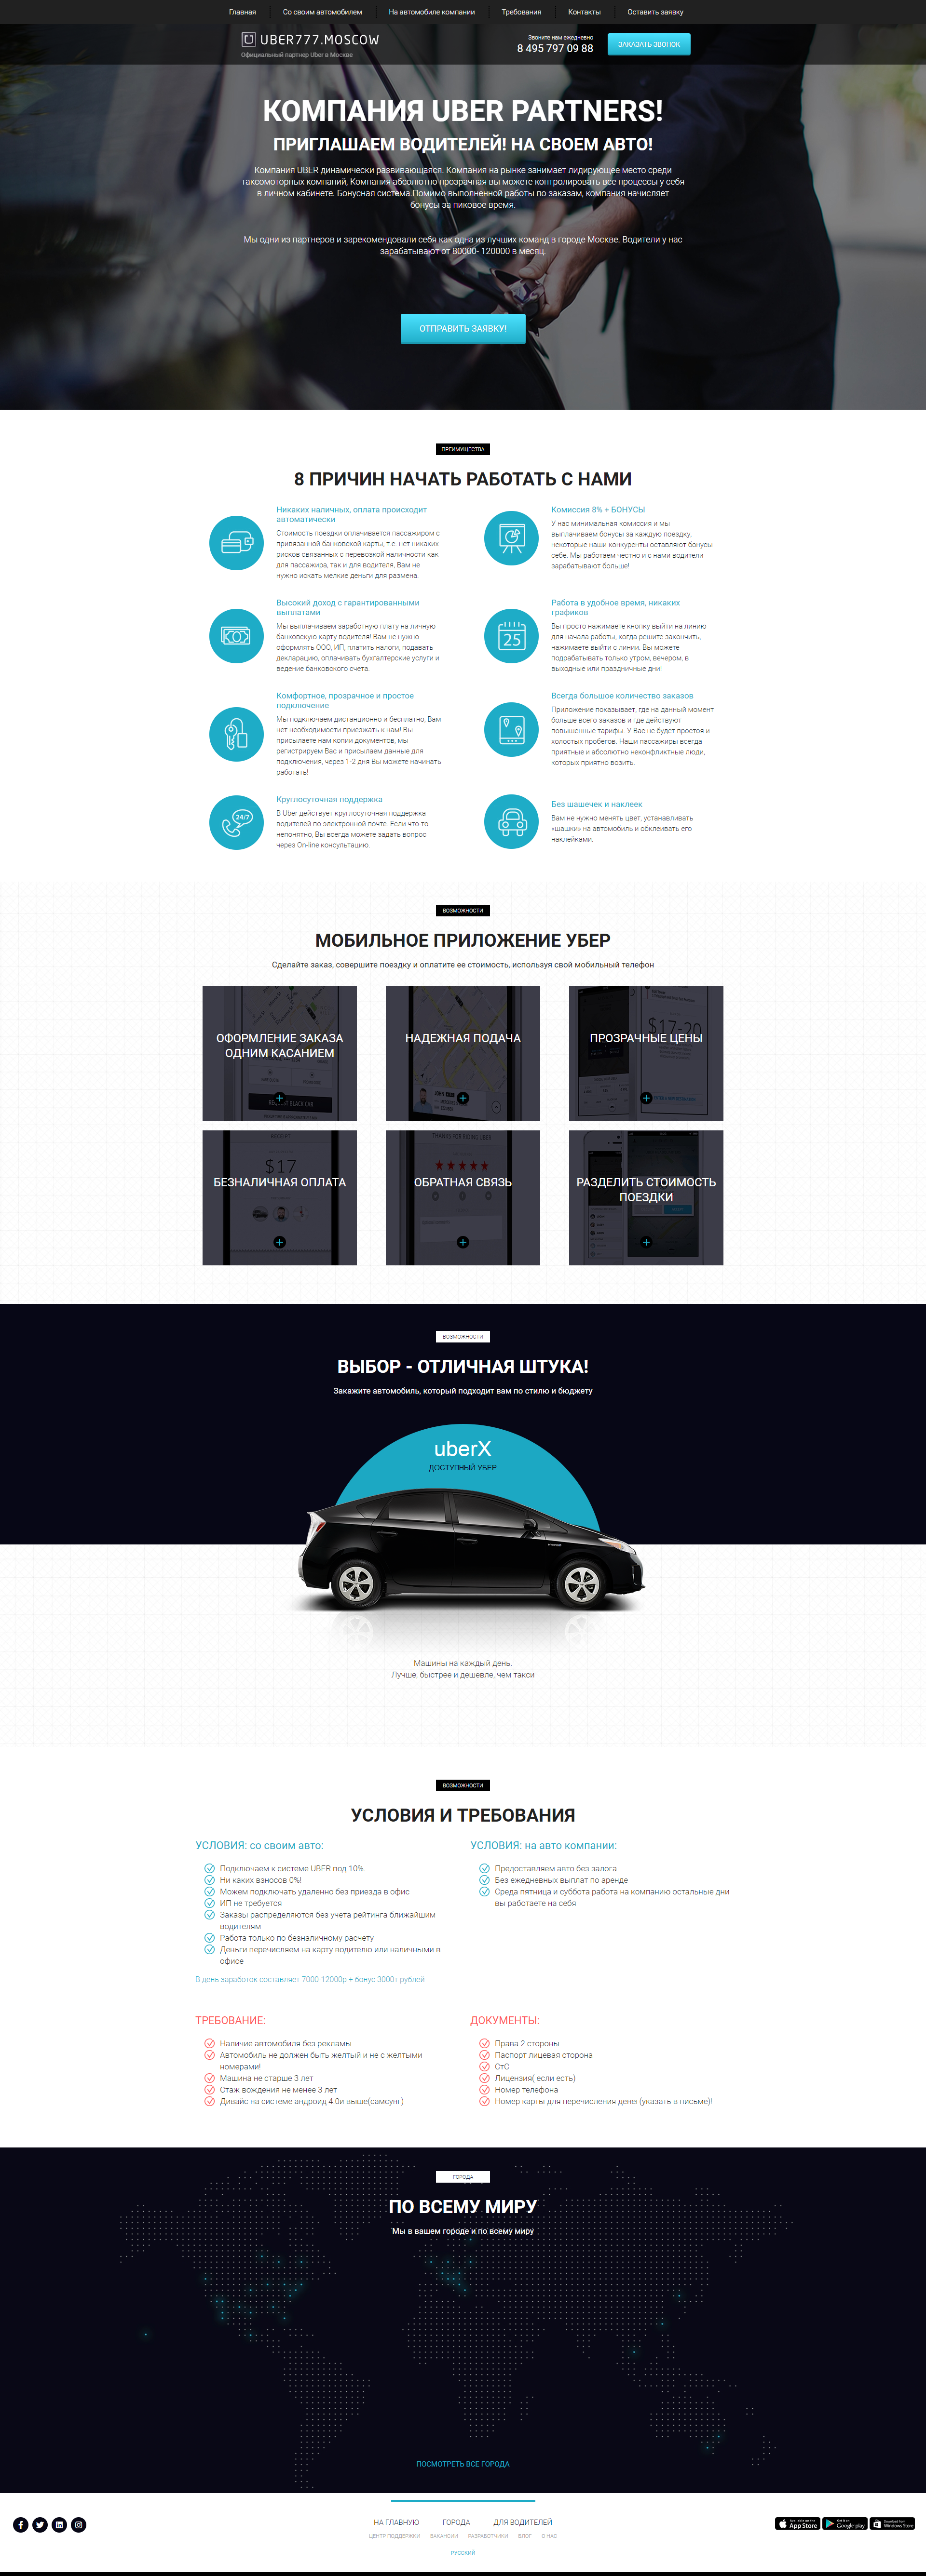 Главная
Со своим автомобилем
На автомобиле компании
Требования
Контакты
Оставить заявку
UBER777.MOSCOW
Официальный партнер Uber в Москве
Звоните нам ежедневно
8 495 797 09 88
ЗАКАЗАТЬ ЗВОНОК
КОМПАНИЯ UBER PARTNERS!
ПРИГЛАШАЕМ ВОДИТЕЛЕЙ! НА СВОЕМ АВТО!
Компания UBER динамически развивающаяся. Компания на рынке занимает лидирующее место среди
таксомоторных компаний, Компания абсолютно прозрачная вы можете контролировать все процессы у себя
в личном кабинете. Бонусная система.Помимо выполненной работы по заказам, компания начисляет
бонусы за пиковое время.
Мы одни из партнеров и зарекомендовали себя как одна из лучших команд в городе Москве. Водители у нас
зарабатывают от 80000- 120000 в месяц.
ОТПРАВИТЬ ЗАЯВКУ!
ПРЕИМУЩЕСТВА
8 ПРИЧИН НАЧАТЬ РАБОТАТЬ С НАМИ
Никаких наличных, оплата происходит
автоматически
Стоимость поездки оплачивается пассажиром с
привязанной банковской карты, т.е. нет никаких
рисков связанных с перевозкой наличности как
для пассажира, так и для водителя, Вам не
нужно искать мелкие деньги для размена.
Комиссия 8% + БОНУСЫ
У нас минимальная комиссия и мы
выплачиваем бонусы за каждую поездку,
некоторые наши конкуренты оставляют бонусы
себе. Мы работаем честно и с нами водители
зарабатывают больше!
Высокий доход с гарантированными
выплатами
Мы выплачиваем заработную плату на личную
банковскую карту водителя! Вам не нужно
оформлять ООО, ИП, платить налоги, подавать
декларацию, оплачивать бухгалтерские услуги и
ведение банковского счета.
25
Работа в удобное время, никаких
графиков
Вы просто нажимаете кнопку выйти на линию
для начала работы, когда решите закончить,
нажимаете выйти с линии. Вы можете
подрабатывать только утром, вечером, в
выходные или праздничные дни!
Комфортное, прозрачное и простое
подключение
Мы подключаем дистанционно и бесплатно, Вам
нет необходимости приезжать к нам! Вы
присылаете нам копии документов, мы
регистрируем Вас и присылаем данные для
подключения, через 1-2 дня Вы можете начинать
работать!
Всегда большое количество заказов
Приложение показывает, где на данный момент
больше всего заказов и где действуют
повышенные тарифы. У Вас не будет простоя и
холостых пробегов. Наши пассажиры всегда
приятные и абсолютно неконфликтные люди,
которых приятно возить.
24/7
Круглосуточная поддержка
В Uber действует круглосуточная поддержка
водителей по электронной почте. Если что-то
непонятно, Вы всегда можете задать вопрос
через On-line консультацию.
Без шашечек и наклеек
Вам не нужно менять цвет, устанавливать
«шашки» на автомобиль и обклеивать его
наклейками.
ВОЗМОЖНОСТИ
МОБИЛЬНОЕ ПРИЛОЖЕНИЕ УБЕР
Сделайте заказ, совершите поездку и оплатите ее стоимость, используя свой мобильный телефон
ОФОРМЛЕНИЕ ЗАКАЗА
ОДНИМ КАСАНИЕМ
НАДЕЖНАЯ ПОДАЧА
$17-20
ПРОЗРАЧНЫЕ ЦЕНЫ
RECEIPT
$17
БЕЗНАЛИЧНАЯ ОПЛАТА
THANKS FOR RIDING UBER
ОБРАТНАЯ СВЯЗЬ
РАЗДЕЛИТЬ СТОИМОСТЬ
ПОЕЗДКИ
ВОЗМОЖНОСТИ
ВЫБОР - ОТЛИЧНАЯ ШТУКА!
Закажите автомобиль, который подходит вам по стилю и бюджету
uberX
ДОСТУПНЫЙ УБЕР
Машины на каждый день.
Лучше, быстрее и дешевле, чем такси
ВОЗМОЖНОСТИ
УСЛОВИЯ И ТРЕБОВАНИЯ
УСЛОВИЯ: со своим авто:
Подключаем к системе UBER под 10%.
Ни каких взносов 0%!
Можем подключать удаленно без приезда в офис
ИП не требуется
Заказы распределяются без учета рейтинга ближайшим
водителям
Работа только по безналичному расчету
Деньги перечисляем на карту водителю или наличными в
офисе
В день заработок составляет 7000-12000р + бонус 3000т рублей
УСЛОВИЯ: на авто компании:
Предоставляем авто без залога
Без ежедневных выплат по аренде
Среда пятница и суббота работа на компанию остальные дни
вы работаете на себя
ТРЕБОВАНИЕ:
Наличие автомобиля без рекламы
Автомобиль не должен быть желтый и не с желтыми
номерами!
Машина не старше 3 лет
Стаж вождения не менее 3 лет
Дивайс на системе андроид 4.0и выше(самсунг)
ДОКУМЕНТЫ:
Права 2 стороны
Паспорт лицевая сторона
СтС
Лицензия( если есть)
Номер телефона
Номер карты для перечисления денег(указать в письме)!
ГОРОДА
ПО ВСЕМУ МИРУ
Мы в вашем городе и по всему миру
ПОСМОТРЕТЬ ВСЕ ГОРОДА
НА ГЛАВНУЮ
ГОРОДА
ДЛЯ ВОДИТЕЛЕЙ
ЦЕНТР ПОДДЕРЖКИ
ВАКАНСИИ
РАЗРАБОТЧИКИ
БЛОГ
О НАС
РУССКИЙ
App Store
Google play
Windows Store